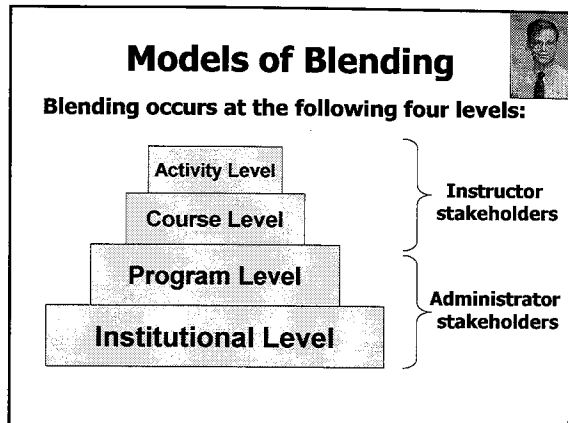 Models of Blending
Blending occurs at the following four levels:
Activity Level
Course Level
Program Level
Institutional Level
Instructor
stakeholders
Administrator
stakeholders